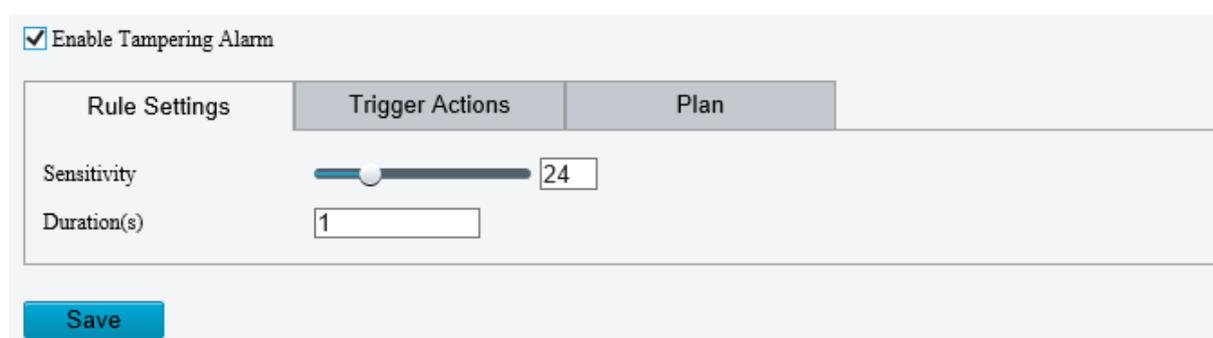 Enable Tampering Alarm
Rule Settings Trigger Actions Plan
Sensitivity 24
Duration(s) 1
Save